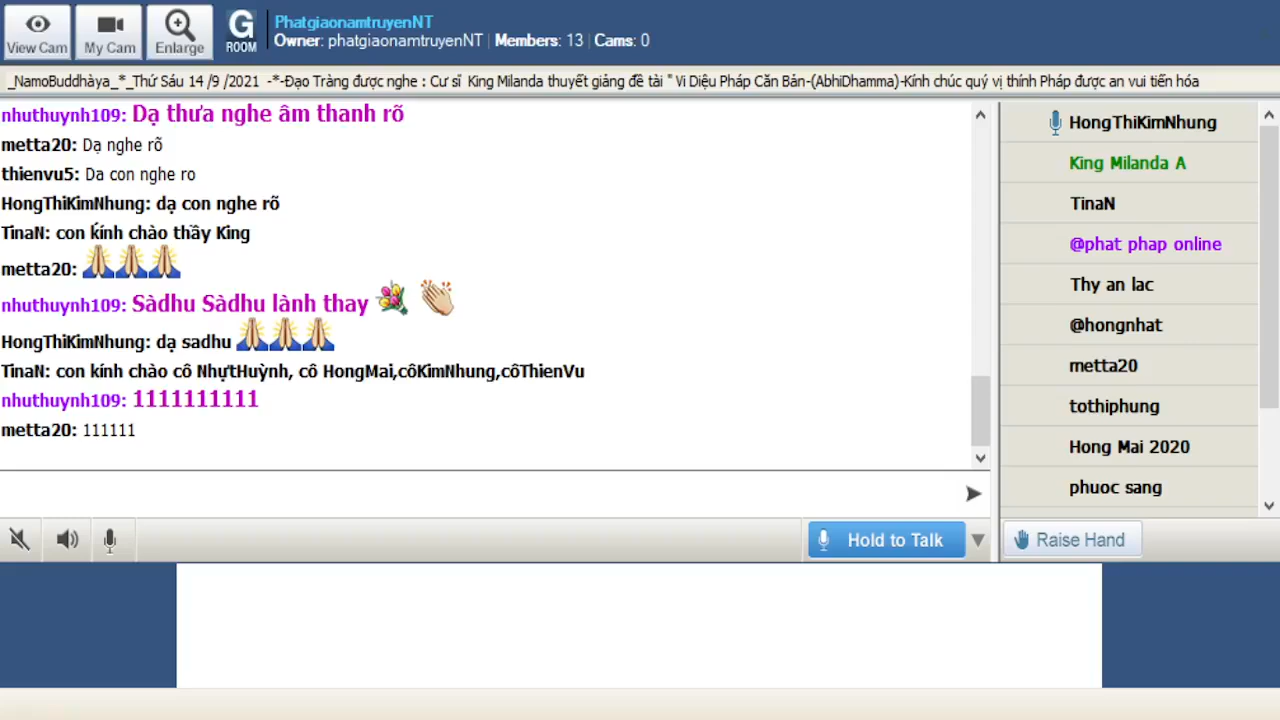 View Cam
My Cam
Enlarge
G
ROOM
PhatgiaonamtruyenNT
Owner: phatgiaonamtruyenNT | Members: 13 | Cams: 0
_NamoBuddhàya_*_Thứ Sáu 14 /9 /2021 -*-Đạo Tràng được nghe : Cư sĩ King Milanda thuyết giảng đề tài " Vi Diệu Pháp Căn Bản-(AbhiDhamma)-Kính chúc quý vị thính Pháp được an vui tiến hóa
nhuthuynh109: Dạ thưa nghe âm thanh rõ
metta20: Dạ nghe rõ
thienvu5: Da con nghe ro
HongThiKimNhung: dạ con nghe rõ
TinaN: con kính chào thầy King
metta20: 🙏🙏🙏
nhuthuynh109: Sàdhu Sàdhu lành thay 💐 👏
HongThiKimNhung: dạ sadhu 🙏🙏🙏
TinaN: con kính chào cô NhựtHuỳnh, cô HongMai,côKimNhung,côThienVu
nhuthuynh109: 1111111111
metta20: 111111
HongThiKimNhung
King Milanda A
TinaN
@phat phap online
Thy an lac
@hongnhat
metta20
tothiphung
Hong Mai 2020
phuoc sang
Hold to Talk
Raise Hand